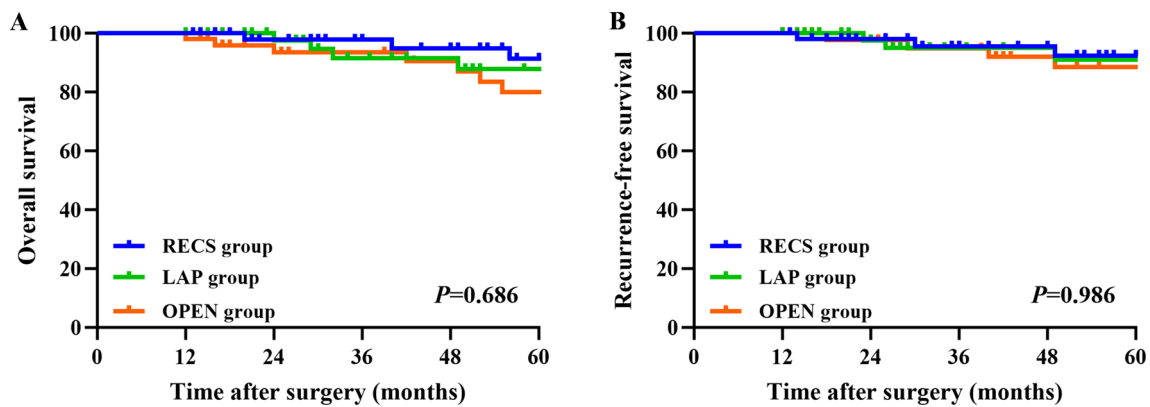 A
Overall survival
100
80
60
40
20
0
RECS group
LAP group
OPEN group
P=0.686
0 12 24 36 48 60
Time after surgery (months)
B
Recurrence-free survival
100
80
60
40
20
0
RECS group
LAP group
OPEN group
P=0.986
0 12 24 36 48 60
Time after surgery (months)